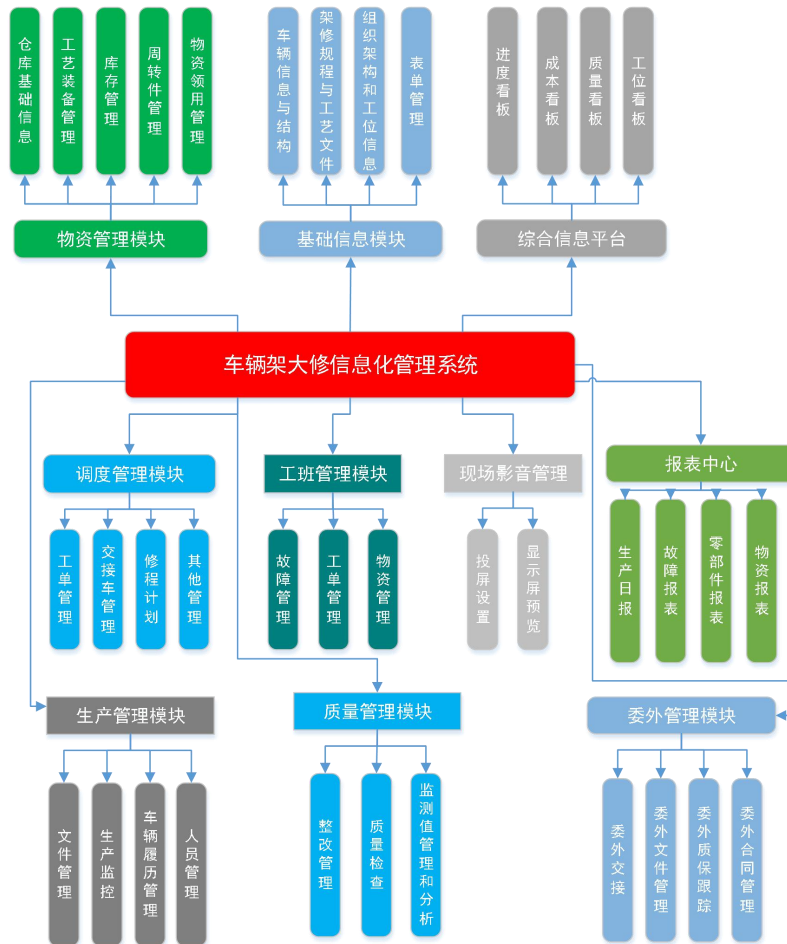 仓库基础信息
工艺装备管理
库存管理
周转件管理
物资领用管理
车辆信息与结构
架修规程与工艺文件
组织架构和工位信息
表单管理
进度看板
成本看板
质量看板
工位看板
物资管理模块
基础信息模块
综合信息平台
车辆架大修信息化管理系统
调度管理模块
工班管理模块
现场影音管理
报表中心
工单管理
交接车管理
修程计划
其他管理
故障管理
工单管理
物资管理
投屏设置
显示屏预览
生产日报
故障报表
零部件报表
物资报表
生产管理模块
质量管理模块
委外管理模块
文件管理
生产监控
车辆履历管理
人员管理
整改管理
质量检查
监测值管理和分析
委外交接
委外文件管理
委外质保跟踪
委外合同管理